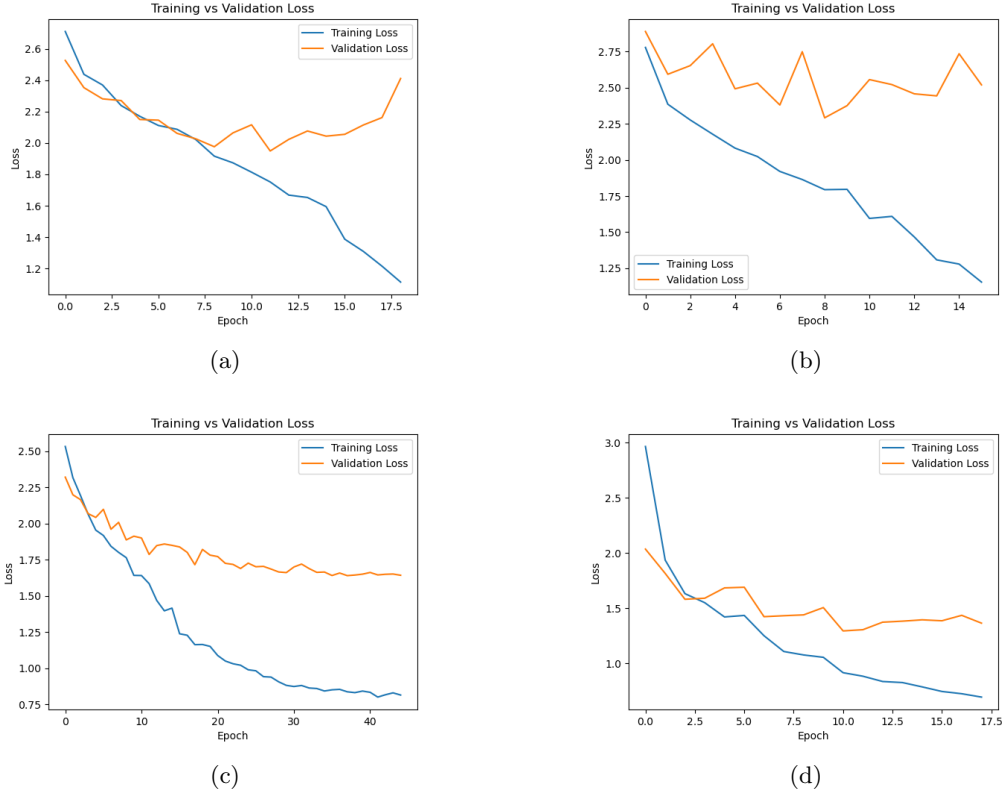 Training vs Validation Loss
Training Loss
Validation Loss
2.6
2.4
2.2
2.0
1.8
1.6
1.4
1.2
Loss
0.0 2.5 5.0 7.5 10.0 12.5 15.0 17.5
Epoch
(a)
Training vs Validation Loss
2.75
2.50
2.25
2.00
1.75
1.50
1.25
Loss
Training Loss
Validation Loss
0 2 4 6 8 10 12 14
Epoch
(b)
Training vs Validation Loss
Training Loss
Validation Loss
2.50
2.25
2.00
1.75
1.50
1.25
1.00
0.75
Loss
0 10 20 30 40
Epoch
(c)
Training vs Validation Loss
Training Loss
Validation Loss
3.0
2.5
2.0
1.5
1.0
Loss
0.0 2.5 5.0 7.5 10.0 12.5 15.0 17.5
Epoch
(d)